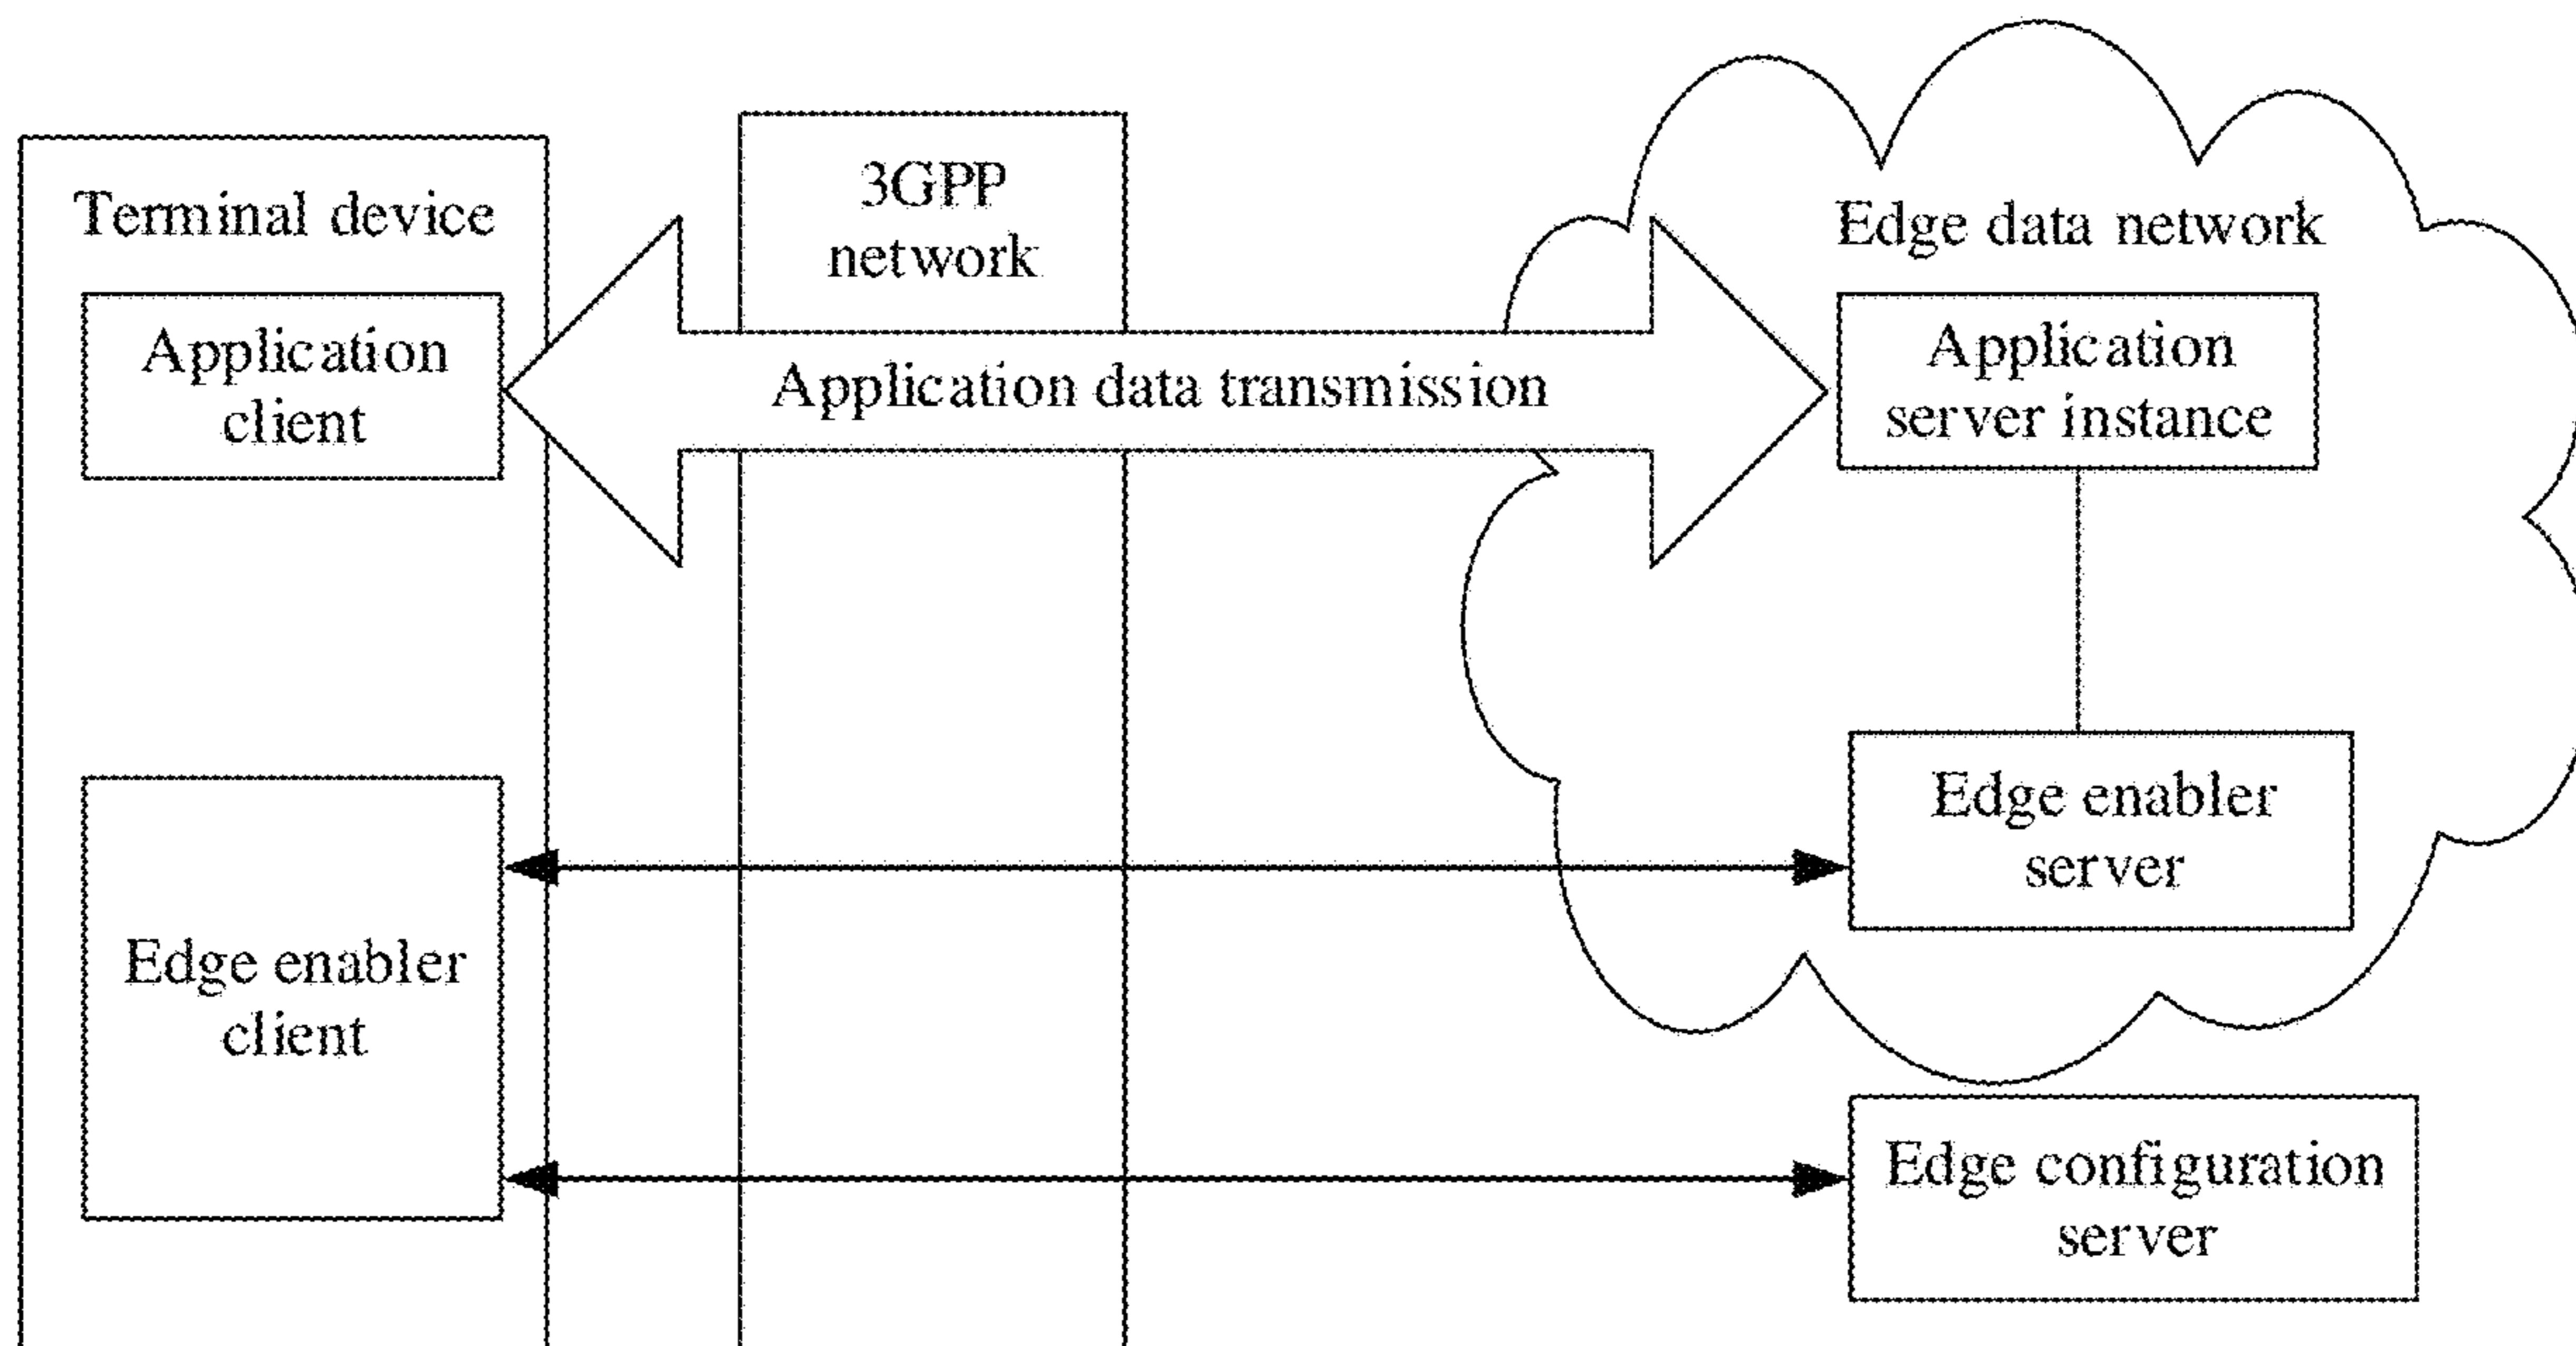 Terminal device
Application
client
Edge enabler
client
3GPP
network
Application data transmission
Edge data network
Application
server instance
Edge enabler
server
Edge configuration
server